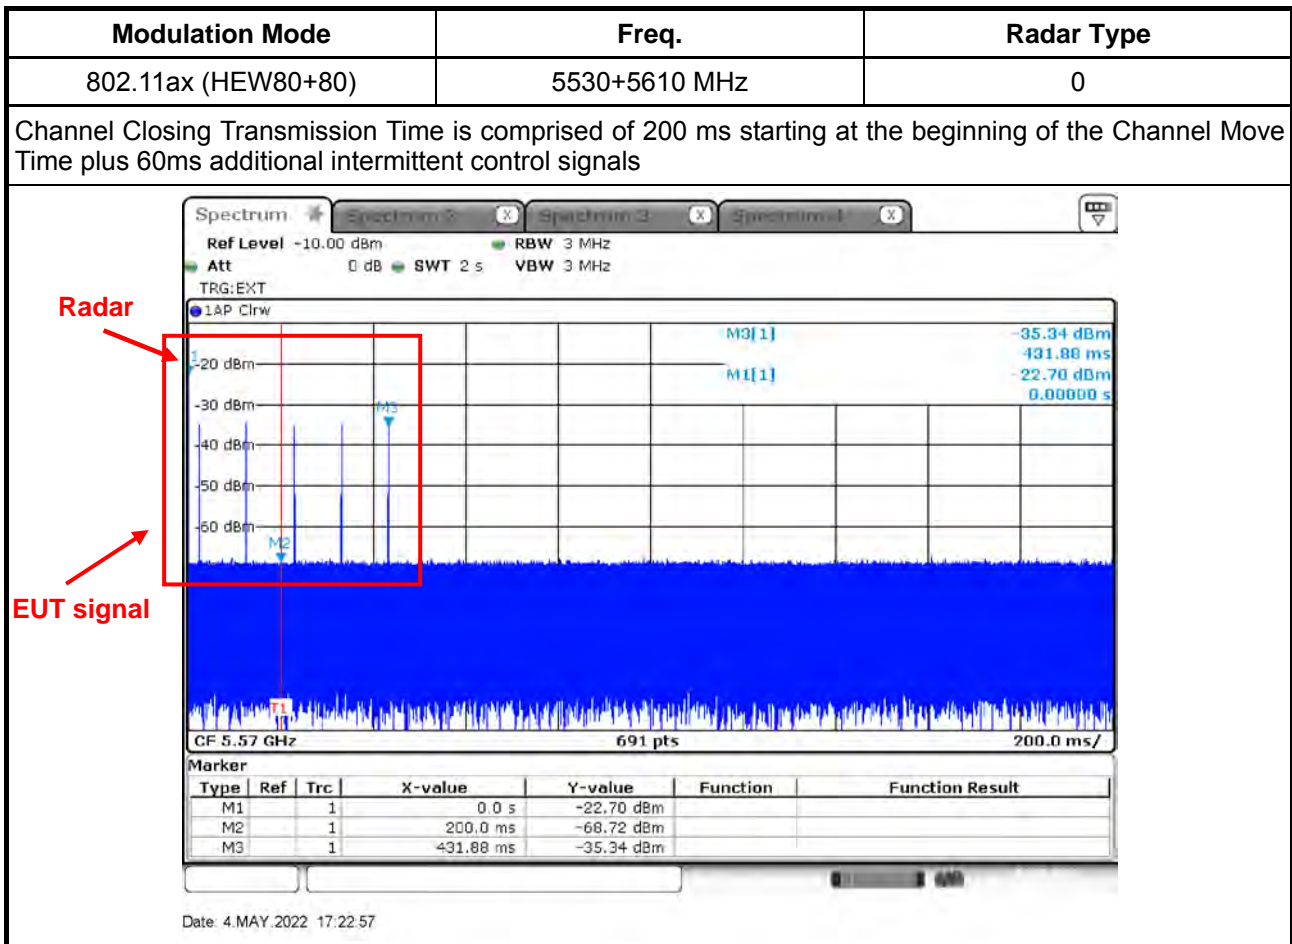 Modulation Mode Freq. Radar Type
802.11ax (HEW80+80) 5530+5610 MHz 0
Channel Closing Transmission Time is comprised of 200 ms starting at the beginning of the Channel Move
Time plus 60ms additional intermittent control signals
Spectrum Spectrum 2 X Spectrum 3 X Spectrum 4 X
Ref Level -10.00 dBm RBW 3 MHz
Att 0 dB SWT 2 s VBW 3 MHz
TRG:EXT
1AP Clrw
Radar
M3[1] -35.34 dBm
431.88 ms
-20 dBm
M1[1] -22.70 dBm
0.00000 s
-30 dBm
M3
-40 dBm
-50 dBm
-60 dBm
M2
EUT signal
T1
CF 5.57 GHz 691 pts 200.0 ms/
Marker
Type Ref Trc X-value Y-value Function Function Result
M1 1 0.0 s -22.70 dBm
M2 1 200.0 ms -68.72 dBm
M3 1 431.88 ms -35.34 dBm
Date: 4.MAY.2022 17:22:57